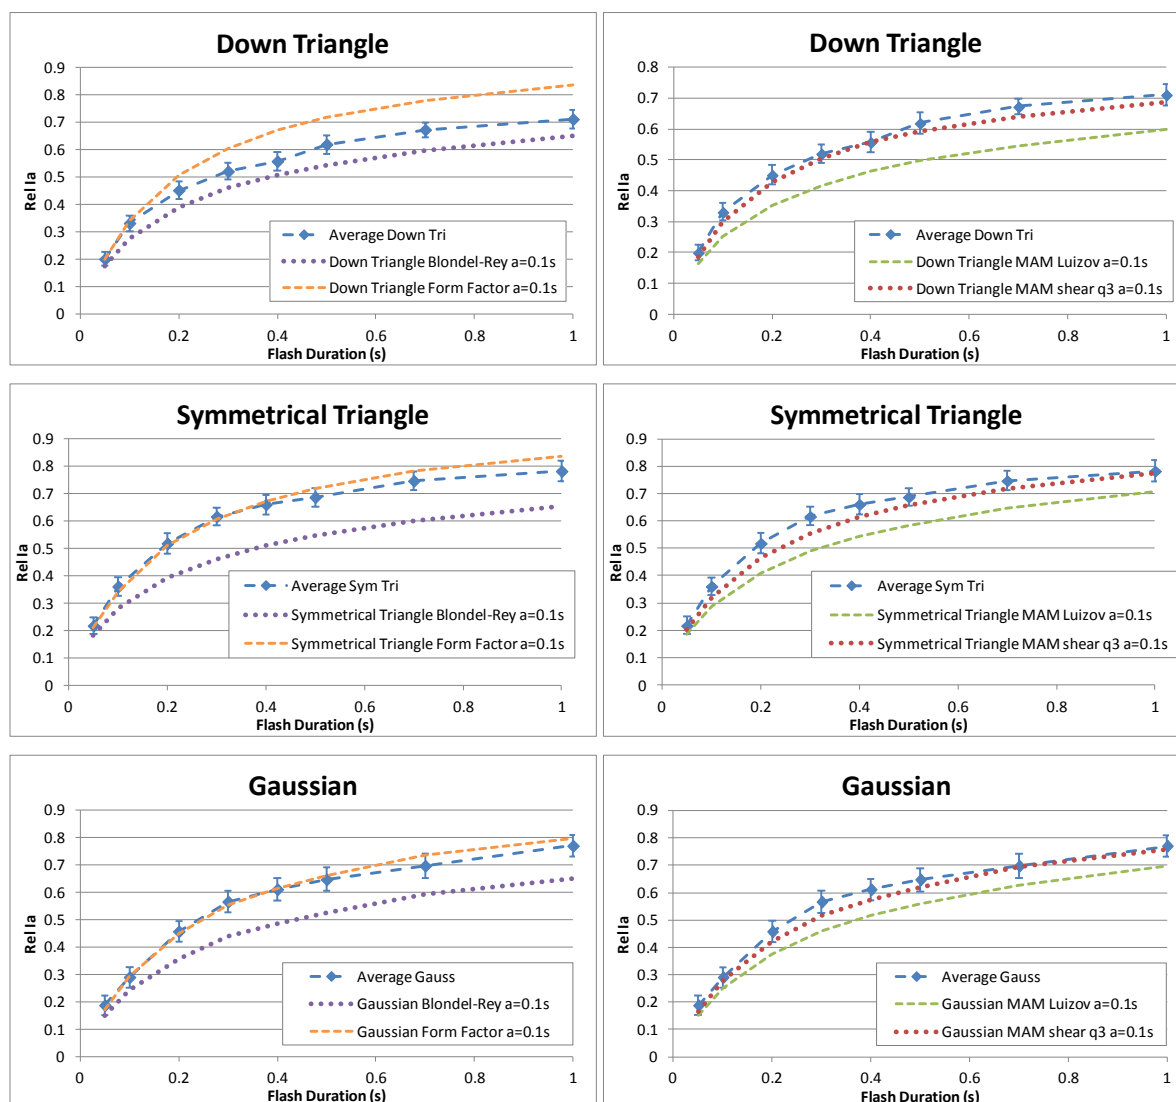 Down Triangle
0.9
0.8
0.7
0.6
0.5
0.4
0.3
0.2
0.1
0
Rel Ia
Average Down Tri
Down Triangle Blondel-Rey a=0.1s
Down Triangle Form Factor a=0.1s
0 0.2 0.4 0.6 0.8 1
Flash Duration (s)
Down Triangle
0.8
0.7
0.6
0.5
0.4
0.3
0.2
0.1
0
Rel Ia
Average Down Tri
Down Triangle MAM Luizov a=0.1s
Down Triangle MAM shear q3 a=0.1s
0 0.2 0.4 0.6 0.8 1
Flash Duration (s)
Symmetrical Triangle
0.9
0.8
0.7
0.6
0.5
0.4
0.3
0.2
0.1
0
Rel Ia
Average Sym Tri
Symmetrical Triangle Blondel-Rey a=0.1s
Symmetrical Triangle Form Factor a=0.1s
0 0.2 0.4 0.6 0.8 1
Flash Duration (s)
Symmetrical Triangle
0.9
0.8
0.7
0.6
0.5
0.4
0.3
0.2
0.1
0
Rel Ia
Average Sym Tri
Symmetrical Triangle MAM Luizov a=0.1s
Symmetrical Triangle MAM shear q3 a=0.1s
0 0.2 0.4 0.6 0.8 1
Flash Duration (s)
Gaussian
0.9
0.8
0.7
0.6
0.5
0.4
0.3
0.2
0.1
0
Rel Ia
Average Gauss
Gaussian Blondel-Rey a=0.1s
Gaussian Form Factor a=0.1s
0 0.2 0.4 0.6 0.8 1
Flash Duration (s)
Gaussian
0.9
0.8
0.7
0.6
0.5
0.4
0.3
0.2
0.1
0
Rel Ia
Average Gauss
Gaussian MAM Luizov a=0.1s
Gaussian MAM shear q3 a=0.1s
0 0.2 0.4 0.6 0.8 1
Flash Duration (s)